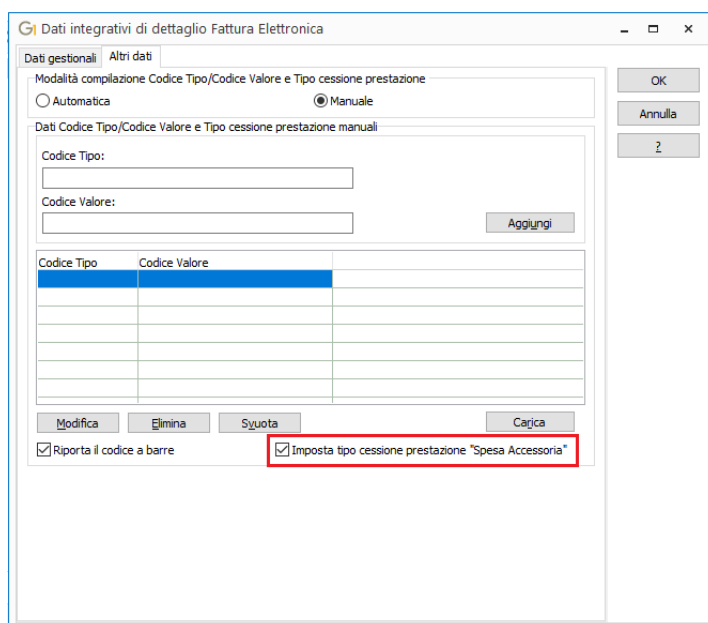 G1 Dati integrativi di dettaglio Fattura Elettronica
Dati gestionali
Altri dati
Modalità compilazione Codice Tipo/Codice Valore e Tipo cessione prestazione
Automatica
Manuale
Dati Codice Tipo/Codice Valore e Tipo cessione prestazione manuali
Codice Tipo:
Codice Valore:
Aggiungi
Codice Tipo
Codice Valore
Modifica
Elimina
Svuota
Carica
Riporta il codice a barre
Imposta tipo cessione prestazione "Spesa Accessoria"
OK
Annulla
?